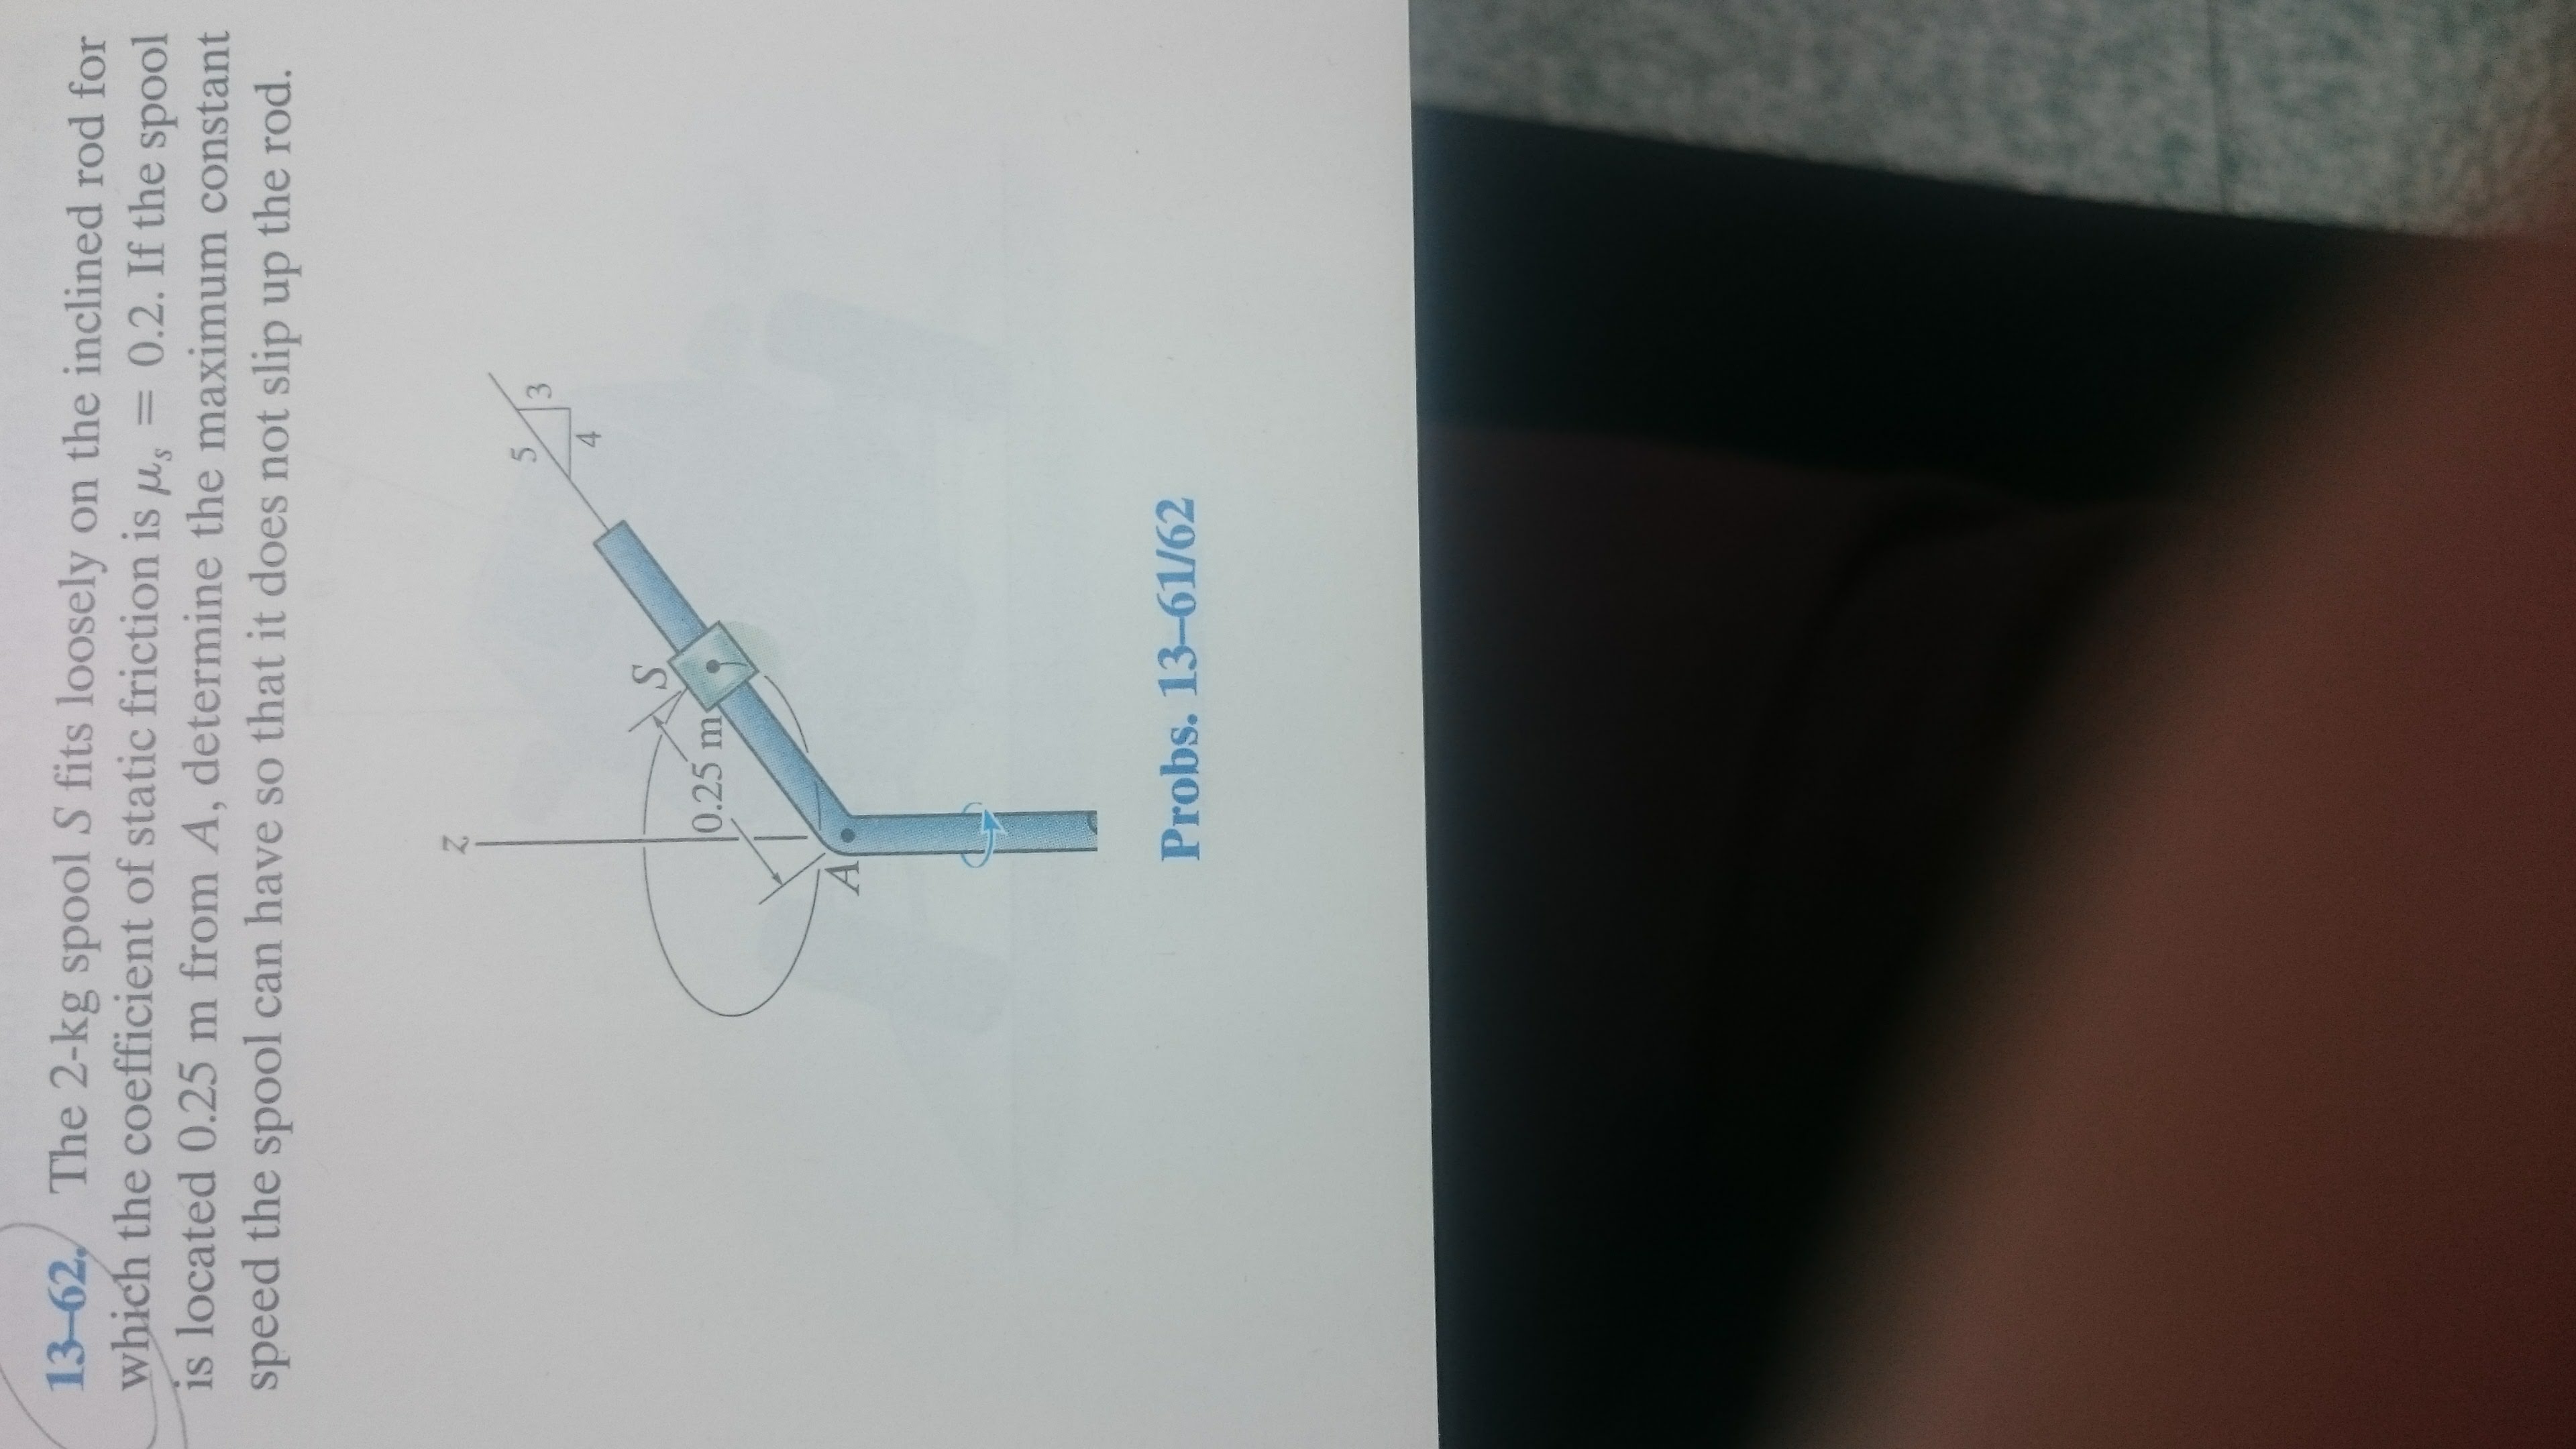 13–62. The 2-kg spool S fits loosely on the inclined rod for
which the coefficient of static friction is μs = 0.2. If the spool
is located 0.25 m from A, determine the maximum constant
speed the spool can have so that it does not slip up the rod.
z
5
3
4
S
0.25 m
A
Probs. 13–61/62